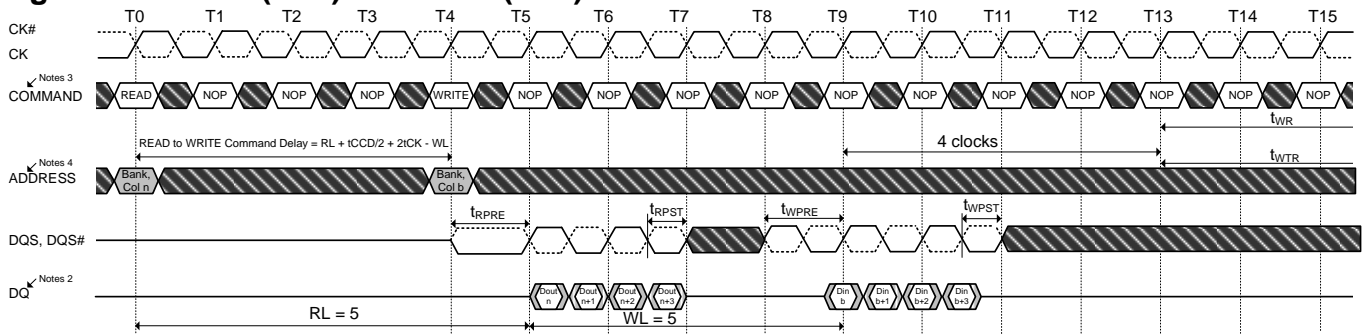 T0 T1 T2 T3 T4 T5 T6 T7 T8 T9 T10 T11 T12 T13 T14 T15
CK#
CK
Notes 3
COMMAND READ NOP NOP NOP WRITE NOP NOP NOP NOP NOP NOP NOP NOP NOP NOP NOP
tWR
READ to WRITE Command Delay = RL + tCCD/2 + 2tCK - WL
4 clocks
tWTR
Notes 4
ADDRESS
Bank, Col n
Bank, Col b
tRPRE tRPST tWPRE tWPST
DQS, DQS#
Notes 2
DQ
Dout n
Dout n+1
Dout n+2
Dout n+3
Din b
Din b+1
Din b+2
Din b+3
RL = 5 WL = 5